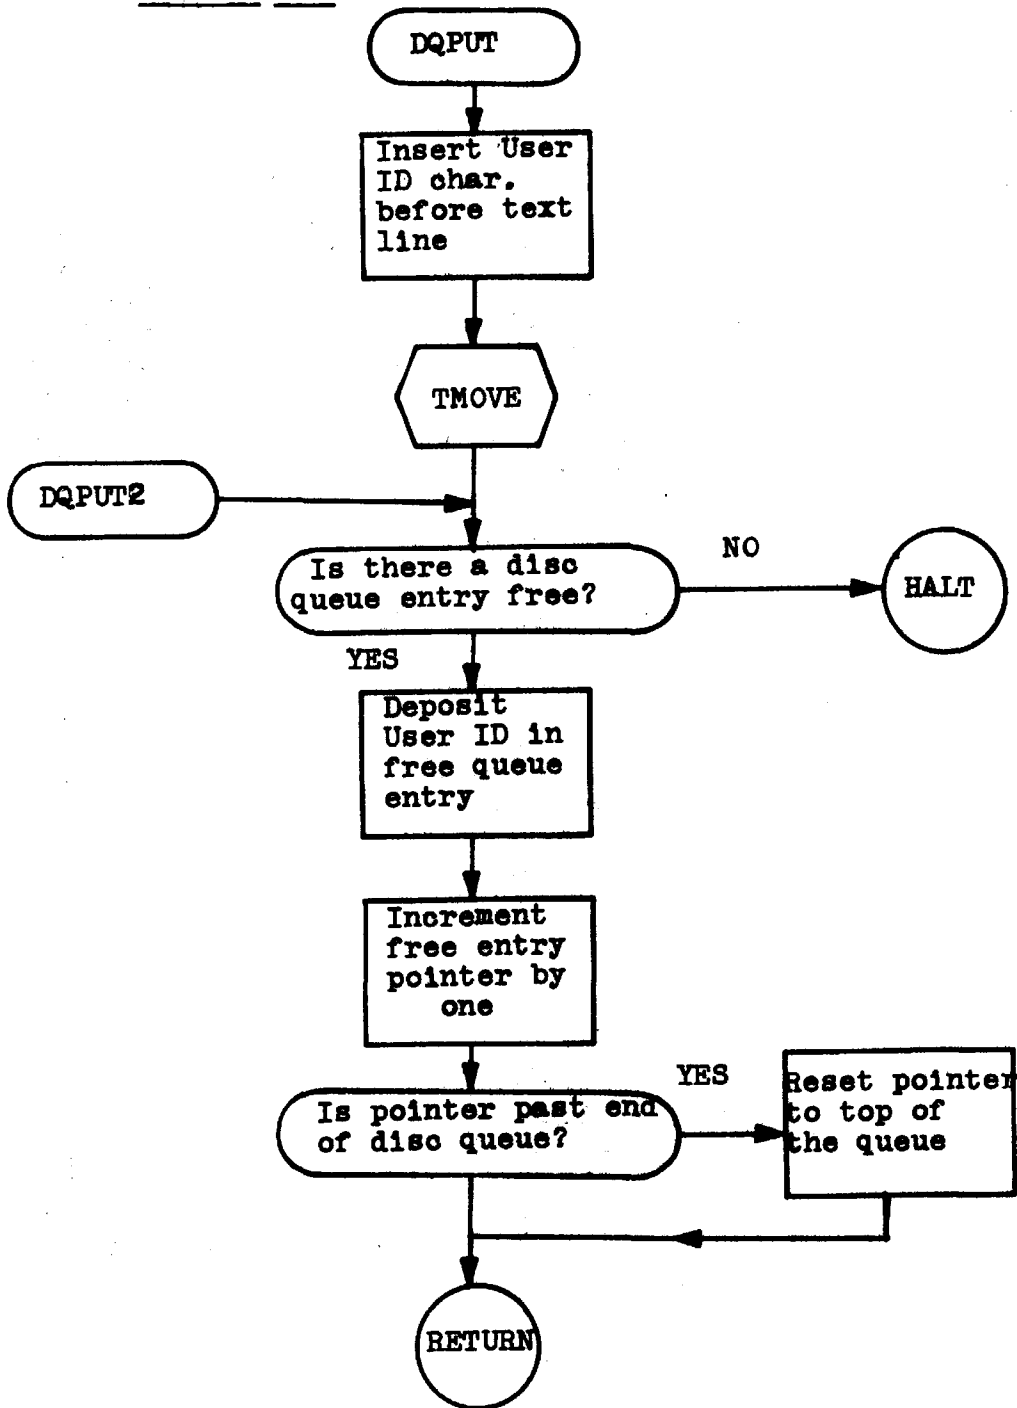 DQPUT
Insert User
ID char.
before text
line
TMOVE
DQPUT2
Is there a disc
queue entry free?
NO
HALT
YES
Deposit
User ID in
free queue
entry
Increment
free entry
pointer by
one
Is pointer past end
of disc queue?
YES
Reset pointer
to top of
the queue
RETURN